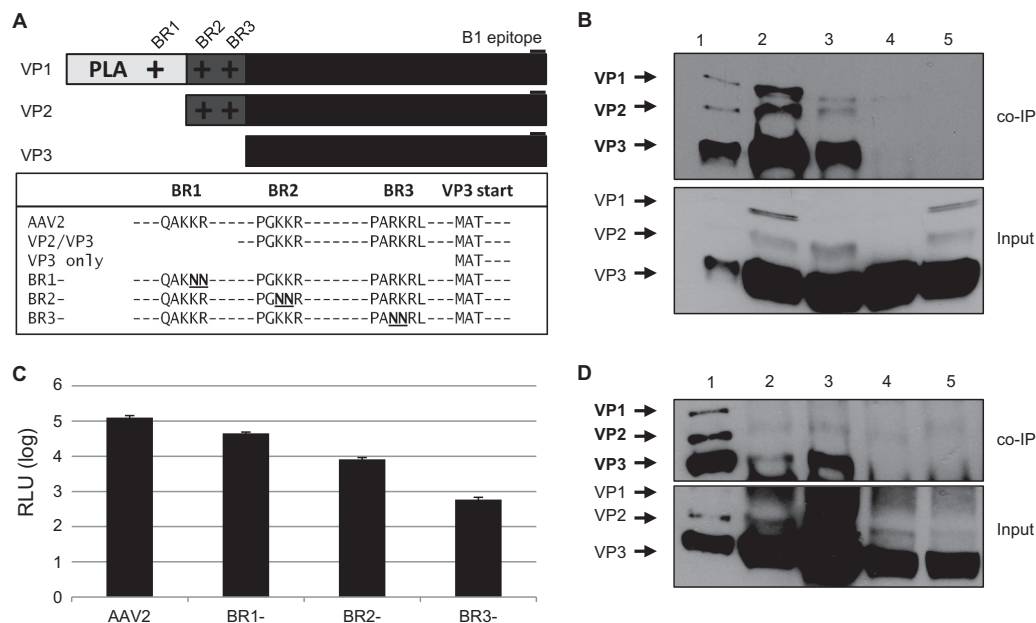 A
BR1 BR2 BR3
B1 epitope
VP1 PLA + + +
VP2 + +
VP3
BR1 BR2 BR3 VP3 start
AAV2 ---QAKKR-----PGKKR-------PARKRL---MAT---
VP2/VP3 --PGKKR-------PARKRL---MAT---
VP3 only MAT---
BR1- ---QAKNN-----PGKKR-------PARKRL---MAT---
BR2- ---QAKKR-----PGNNR-------PARKRL---MAT---
BR3- ---QAKKR-----PGKKR-------PANNRL---MAT---
B
1 2 3 4 5
VP1
VP2
VP3
co-IP
VP1
VP2
VP3
Input
C
RLU (log)
6
5
4
3
2
1
0
AAV2 BR1- BR2- BR3-
D
1 2 3 4 5
VP1
VP2
VP3
co-IP
VP1
VP2
VP3
Input